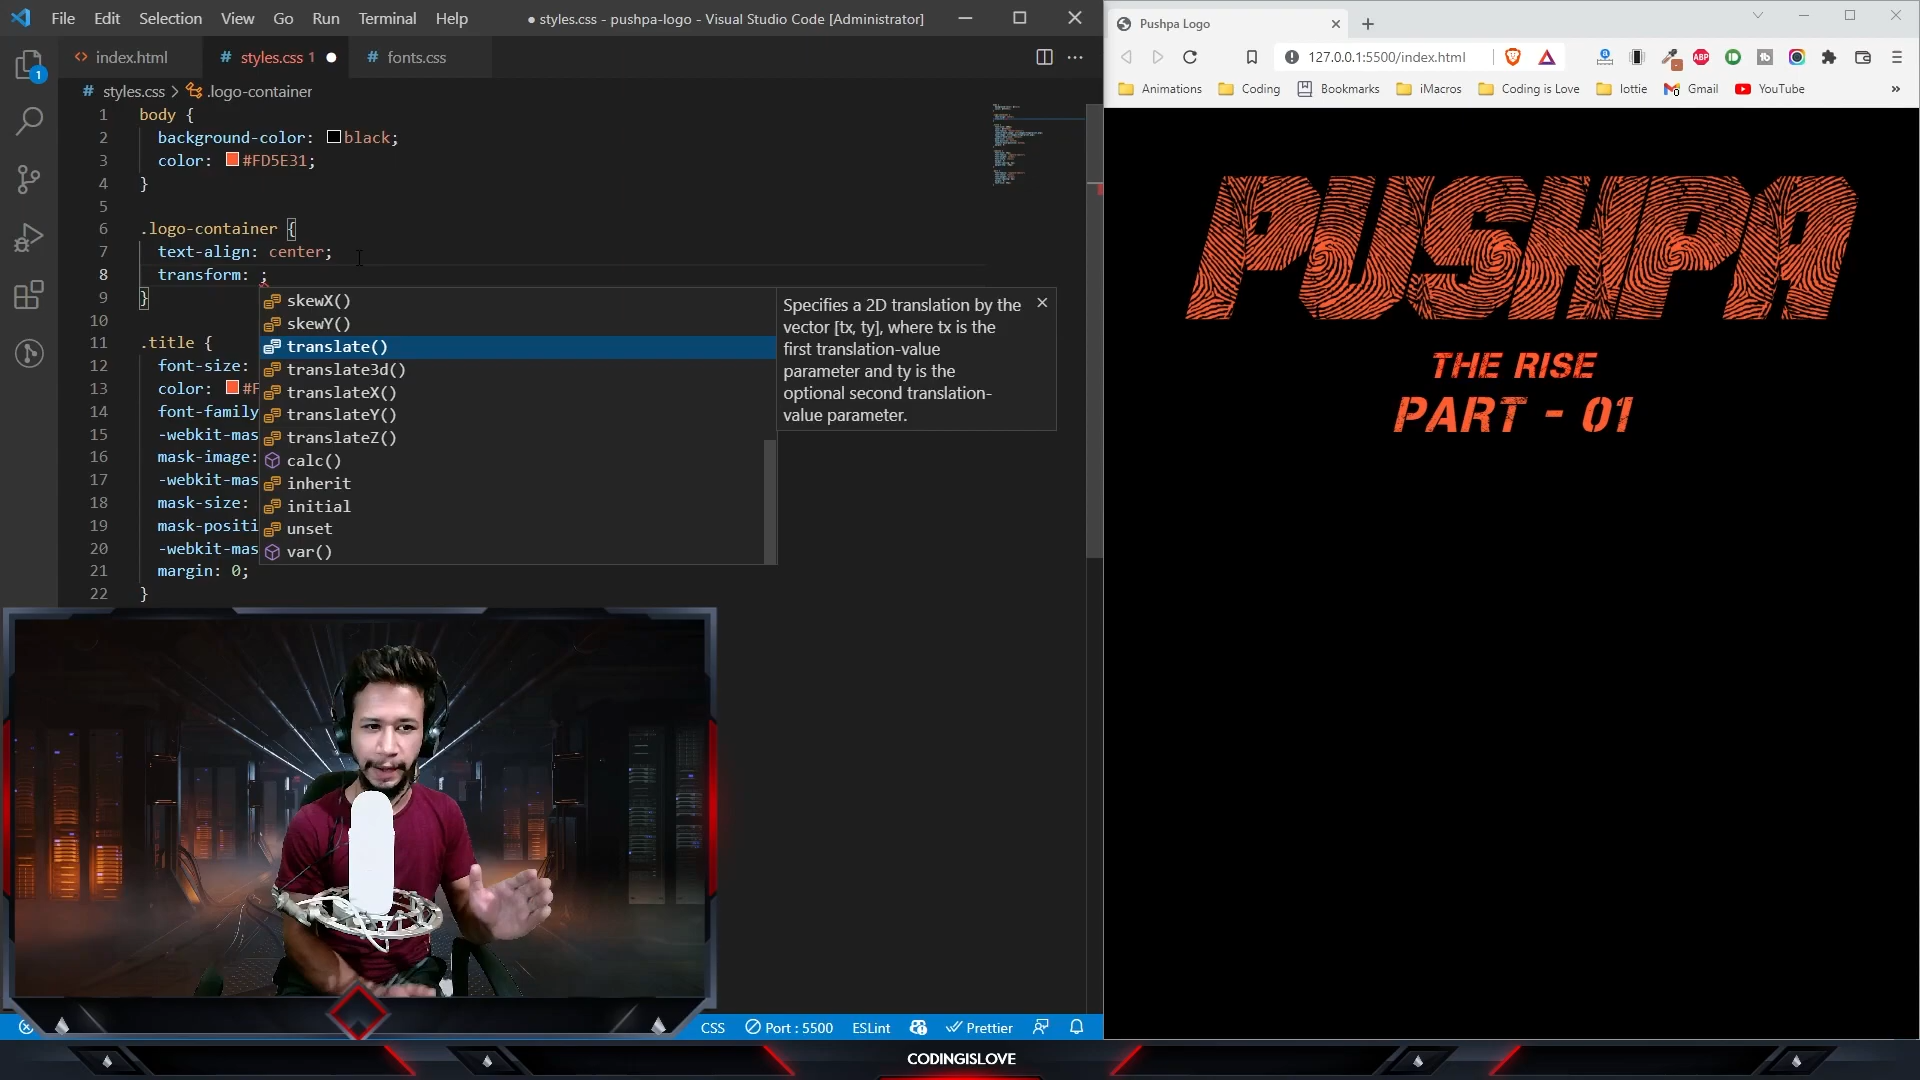 File Edit Selection View Go Run Terminal Help
● styles.css - pushpa-logo - Visual Studio Code [Administrator]
index.html
# styles.css 1 ●
# fonts.css
# styles.css > .logo-container
1 body {
2 background-color: black;
3 color: #FD5E31;
4 }
5
6 .logo-container {
7 text-align: center;
8 transform: ;
9 }
10
11 .title {
12 font-size:
13 color: #F
14 font-family
15 -webkit-mas
16 mask-image:
17 -webkit-mas
18 mask-size:
19 mask-positi
20 -webkit-mas
21 margin: 0;
22 }
skewX()
skewY()
translate()
translate3d()
translateX()
translateY()
translateZ()
calc()
inherit
initial
unset
var()
Specifies a 2D translation by the
vector [tx, ty], where tx is the
first translation-value
parameter and ty is the
optional second translation-
value parameter.
1
CSS Port : 5500 ESLint Prettier
Pushpa Logo
127.0.0.1:5500/index.html
ABP
tb
Animations Coding Bookmarks iMacros Coding is Love lottie Gmail YouTube »
PUSHPA
THE RISE
PART - 01
CODINGISLOVE